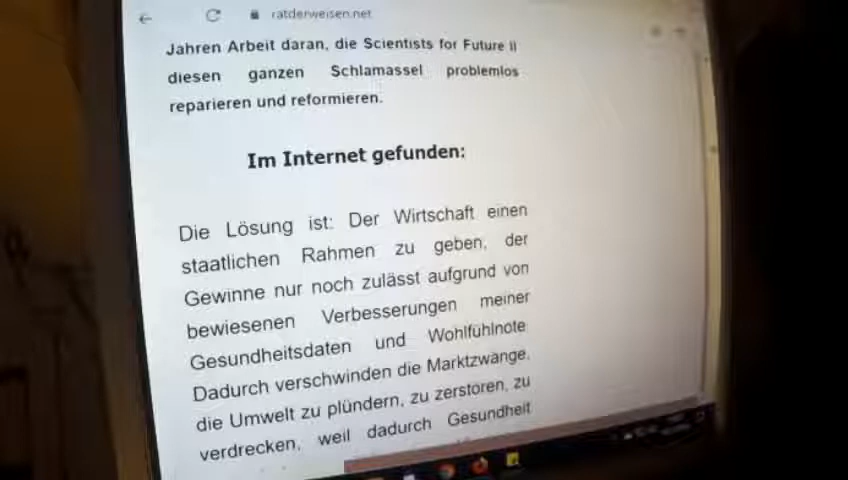 ratderweisen.net
Jahren Arbeit daran, die Scientists for Future II
diesen ganzen Schlamassel problemlos
reparieren und reformieren.
Im Internet gefunden:
Die Lösung ist: Der Wirtschaft einen
staatlichen Rahmen zu geben, der
Gewinne nur noch zulässt aufgrund von
bewiesenen Verbesserungen meiner
Gesundheitsdaten und Wohlfühlnote.
Dadurch verschwinden die Marktzwänge,
die Umwelt zu plündern, zu zerstören, zu
verdrecken, weil dadurch Gesundheit